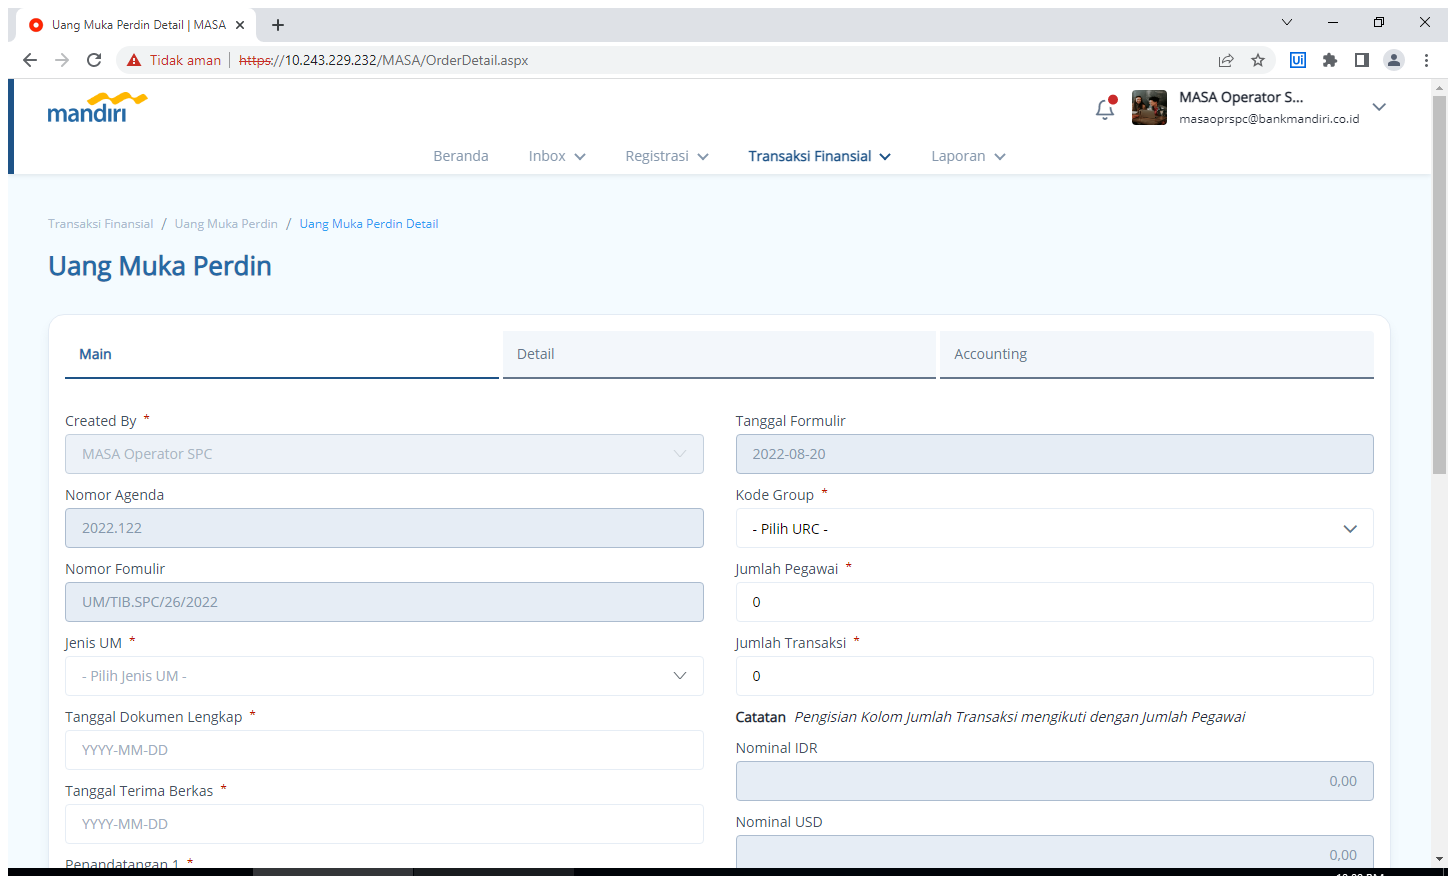 Uang Muka Perdin Detail | MASA
Tidak aman
https://10.243.229.232/MASA/OrderDetail.aspx
Ui
mandiri
MASA Operator S...
masaoprspc@bankmandiri.co.id
Beranda
Inbox
Registrasi
Transaksi Finansial
Laporan
Transaksi Finansial / Uang Muka Perdin / Uang Muka Perdin Detail
Uang Muka Perdin
Main
Detail
Accounting
Created By *
MASA Operator SPC
Nomor Agenda
2022.122
Nomor Fomulir
UM/TIB.SPC/26/2022
Jenis UM *
- Pilih Jenis UM -
Tanggal Dokumen Lengkap *
YYYY-MM-DD
Tanggal Terima Berkas *
YYYY-MM-DD
Penandatangan 1 *
Tanggal Formulir
2022-08-20
Kode Group *
- Pilih URC -
Jumlah Pegawai *
0
Jumlah Transaksi *
0
Catatan Pengisian Kolom Jumlah Transaksi mengikuti dengan Jumlah Pegawai
Nominal IDR
0,00
Nominal USD
0,00